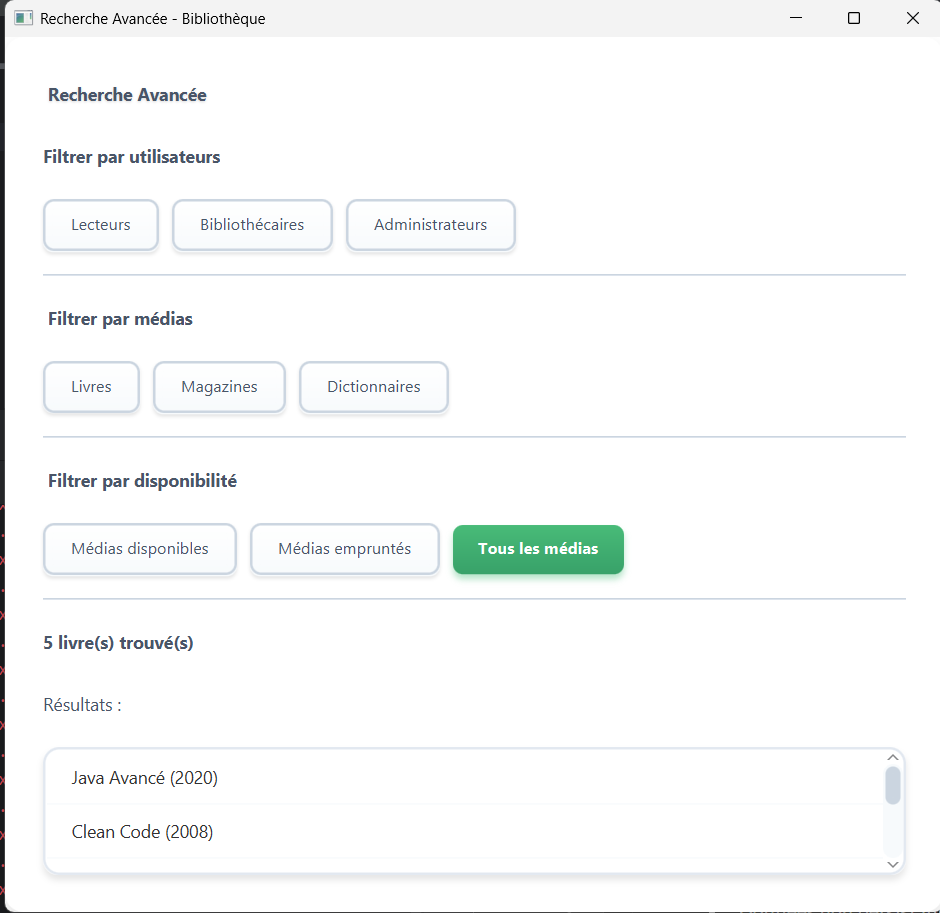 Recherche Avancée - Bibliothèque
Recherche Avancée
Filtrer par utilisateurs
Lecteurs Bibliothécaires Administrateurs
Filtrer par médias
Livres Magazines Dictionnaires
Filtrer par disponibilité
Médias disponibles Médias empruntés Tous les médias
5 livre(s) trouvé(s)
Résultats :
Java Avancé (2020)
Clean Code (2008)